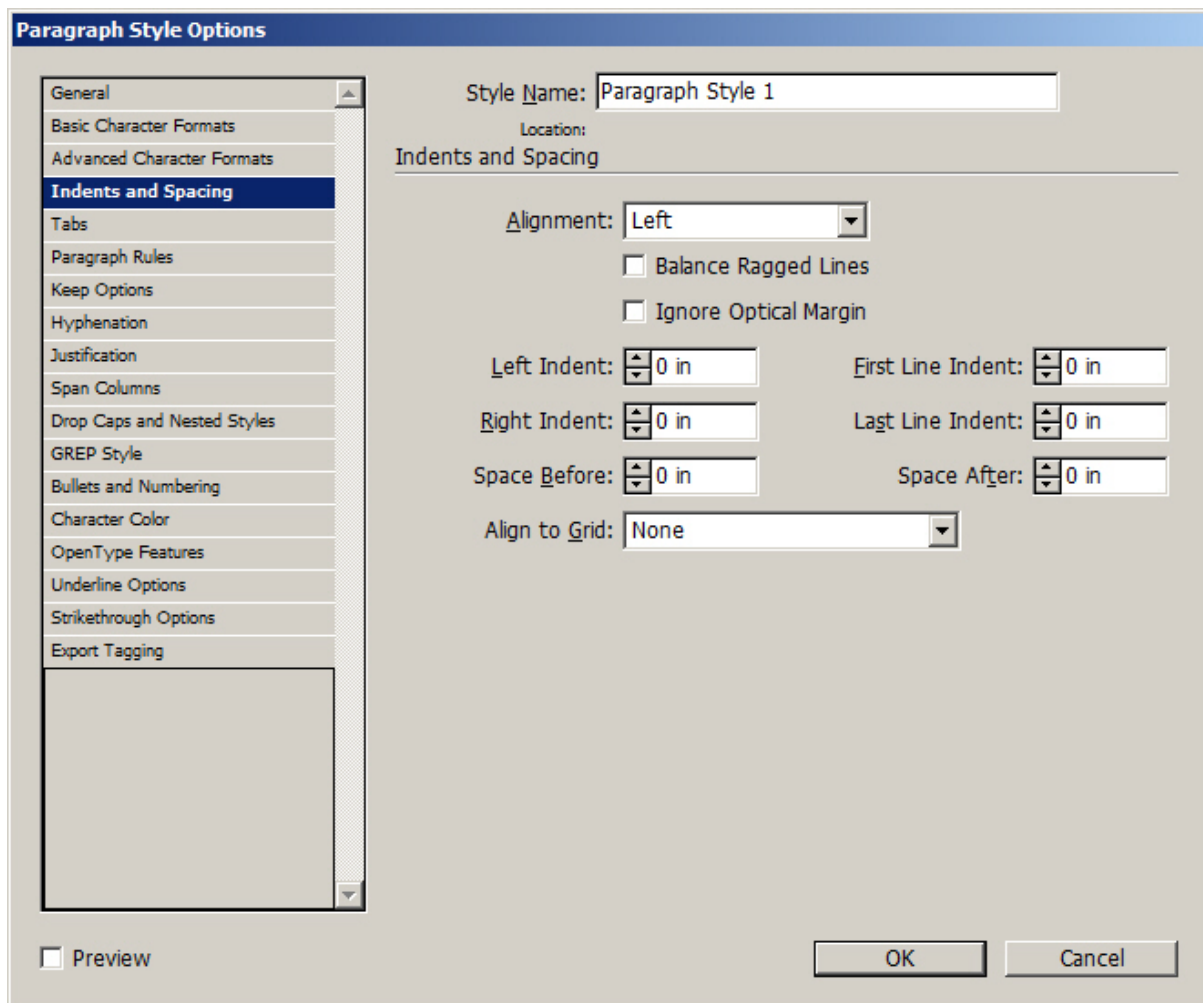 Paragraph Style Options
General
Basic Character Formats
Advanced Character Formats
Indents and Spacing
Tabs
Paragraph Rules
Keep Options
Hyphenation
Justification
Span Columns
Drop Caps and Nested Styles
GREP Style
Bullets and Numbering
Character Color
OpenType Features
Underline Options
Strikethrough Options
Export Tagging
Style Name: Paragraph Style 1
Location:
Indents and Spacing
Alignment: Left
Balance Ragged Lines
Ignore Optical Margin
Left Indent: 0 in First Line Indent: 0 in
Right Indent: 0 in Last Line Indent: 0 in
Space Before: 0 in Space After: 0 in
Align to Grid: None
Preview OK Cancel